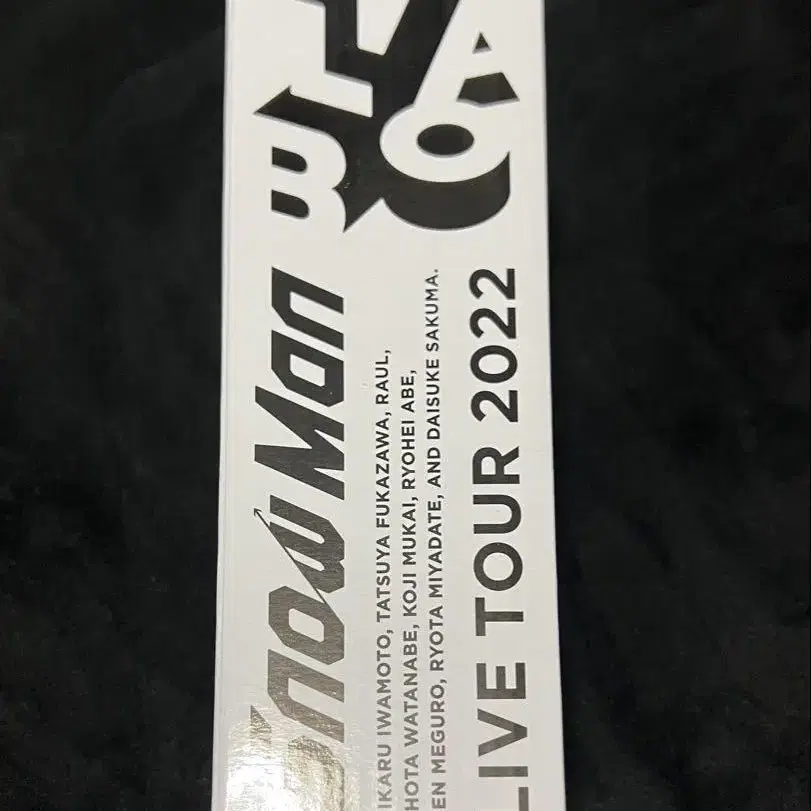 Snow Man
IKARU IWAMOTO, TATSUYA FUKAZAWA, RAUL,
HOTA WATANABE, KOJI MUKAI, RYOHEI ABE,
EN MEGURO, RYOTA MIYADATE, AND DAISUKE SAKUMA.
LIVE TOUR 2022
LABO